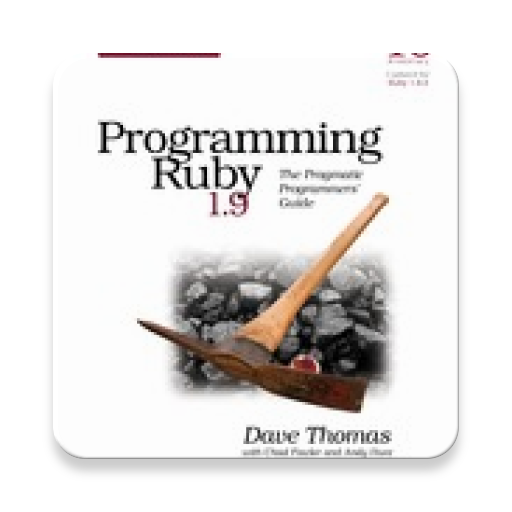 Programming
Ruby
1.9
The Pragmatic
Programmers'
Guide
Dave Thomas
with Chad Fowler and Andy Hunt